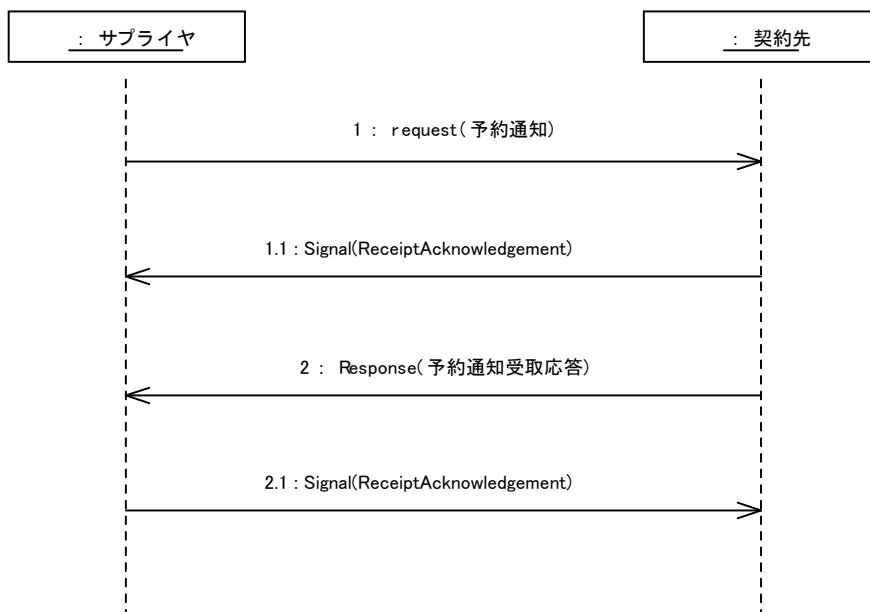 : サプライヤ
: 契約先
1 : request(予約通知)
1.1 : Signal(ReceiptAcknowledgement)
2 : Response(予約通知受取応答)
2.1 : Signal(ReceiptAcknowledgement)